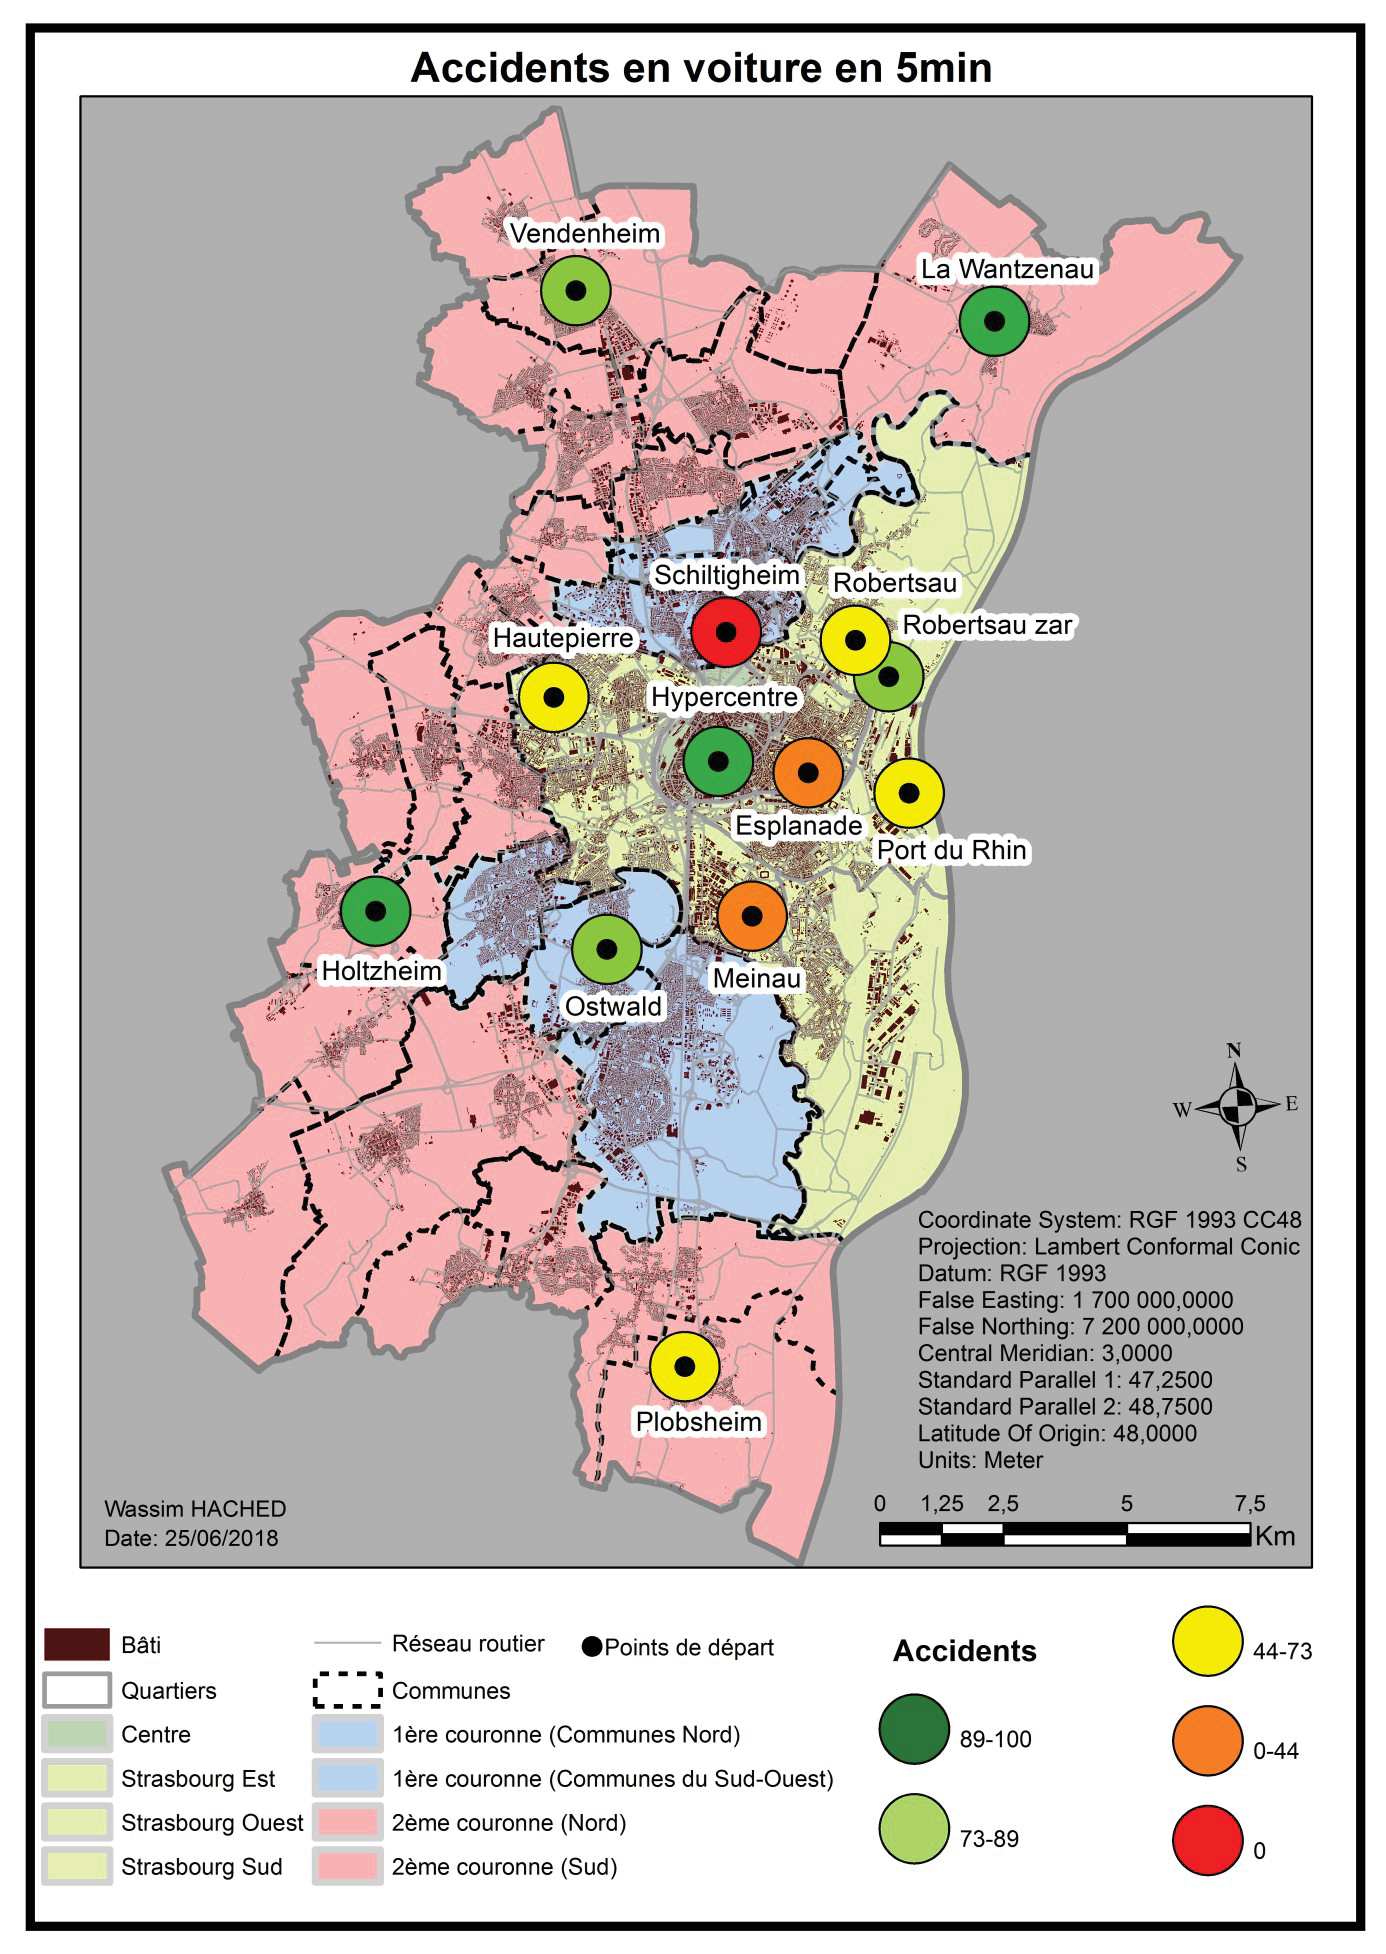 Accidents en voiture en 5min
Vendenheim
La Wantzenau
Schiltigheim
Robertsau
Robertsau zar
Hautepierre
Hypercentre
Esplanade
Port du Rhin
Holtzheim
Meinau
Ostwald
Plobsheim
N
W
E
S
Coordinate System: RGF 1993 CC48
Projection: Lambert Conformal Conic
Datum: RGF 1993
False Easting: 1 700 000,0000
False Northing: 7 200 000,0000
Central Meridian: 3,0000
Standard Parallel 1: 47,2500
Standard Parallel 2: 48,7500
Latitude Of Origin: 48,0000
Units: Meter
Wassim HACHED
Date: 25/06/2018
0 1,25 2,5 5 7,5
Km
Bâti
Quartiers
Centre
Strasbourg Est
Strasbourg Ouest
Strasbourg Sud
Réseau routier
Communes
1ère couronne (Communes Nord)
1ère couronne (Communes du Sud-Ouest)
2ème couronne (Nord)
2ème couronne (Sud)
Points de départ
Accidents
89-100
73-89
44-73
0-44
0